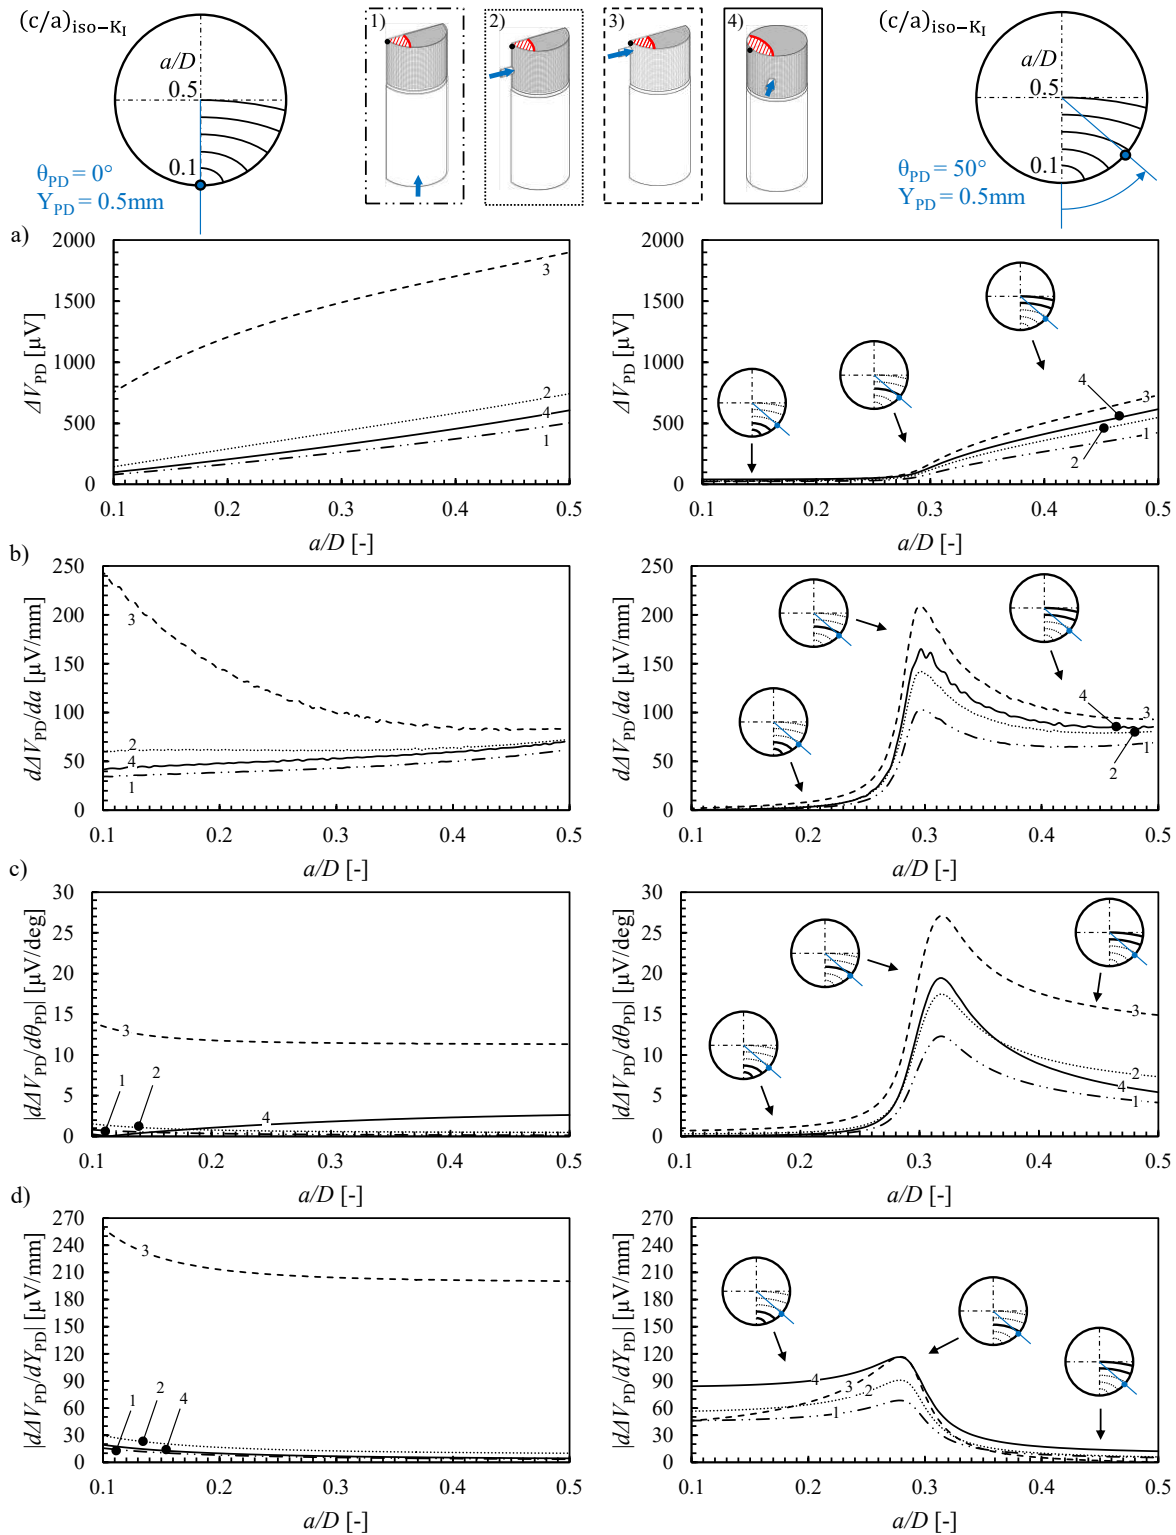 (c/a)iso−KI
1)
2)
3)
4)
(c/a)iso−KI
a/D
0.5
0.1
θPD = 0°
YPD = 0.5mm
a/D
0.5
0.1
θPD = 50°
YPD = 0.5mm
a)
ΔVPD [µV]
2000
1500
1000
500
0
3
2
4
1
0.1 0.2 0.3 0.4 0.5
a/D [-]
ΔVPD [µV]
2000
1500
1000
500
0
4
3
1
2
0.1 0.2 0.3 0.4 0.5
a/D [-]
b)
dΔVPD/da [µV/mm]
250
200
150
100
50
0
3
2
4
1
0.1 0.2 0.3 0.4 0.5
a/D [-]
dΔVPD/da [µV/mm]
250
200
150
100
50
0
4
3
1
2
0.1 0.2 0.3 0.4 0.5
a/D [-]
c)
|dΔVPD/dθPD| [µV/deg]
30
25
20
15
10
5
0
3
1
2
4
0.1 0.2 0.3 0.4 0.5
a/D [-]
|dΔVPD/dθPD| [µV/deg]
30
25
20
15
10
5
0
3
2
4
1
0.1 0.2 0.3 0.4 0.5
a/D [-]
d)
|dΔVPD/dYPD| [µV/mm]
270
240
210
180
150
120
90
60
30
0
3
1
2
4
0.1 0.2 0.3 0.4 0.5
a/D [-]
|dΔVPD/dYPD| [µV/mm]
270
240
210
180
150
120
90
60
30
0
4
3
2
1
0.1 0.2 0.3 0.4 0.5
a/D [-]